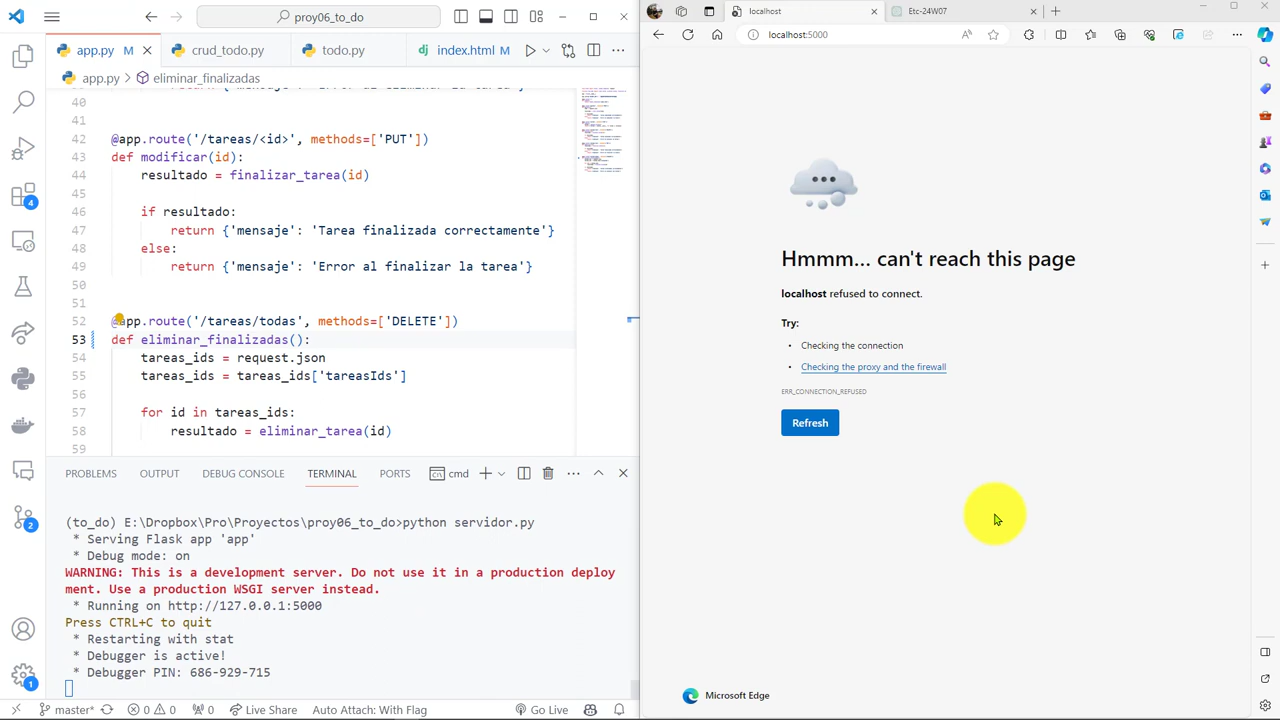 proy06_to_do
app.py M
crud_todo.py
todo.py
index.html M
app.py > eliminar_finalizadas
40
41
42 @app.route('/tareas/<id>', methods=['PUT'])
43 def modificar(id):
44 resultado = finalizar_tarea(id)
45
46 if resultado:
47 return {'mensaje': 'Tarea finalizada correctamente'}
48 else:
49 return {'mensaje': 'Error al finalizar la tarea'}
50
51
52 @app.route('/tareas/todas', methods=['DELETE'])
53 def eliminar_finalizadas():
54 tareas_ids = request.json
55 tareas_ids = tareas_ids['tareasIds']
56
57 for id in tareas_ids:
58 resultado = eliminar_tarea(id)
59
4
2
1
PROBLEMS OUTPUT DEBUG CONSOLE TERMINAL PORTS cmd
(to_do) E:\Dropbox\Pro\Proyectos\proy06_to_do>python servidor.py
* Serving Flask app 'app'
* Debug mode: on
WARNING: This is a development server. Do not use it in a production deploy
ment. Use a production WSGI server instead.
* Running on http://127.0.0.1:5000
Press CTRL+C to quit
* Restarting with stat
* Debugger is active!
* Debugger PIN: 686-929-715
master* 0 0 0 Live Share Auto Attach: With Flag Go Live
localhost
Etc-24W07
localhost:5000
Hmmm... can't reach this page
localhost refused to connect.
Try:
• Checking the connection
• Checking the proxy and the firewall
ERR_CONNECTION_REFUSED
Refresh
Microsoft Edge